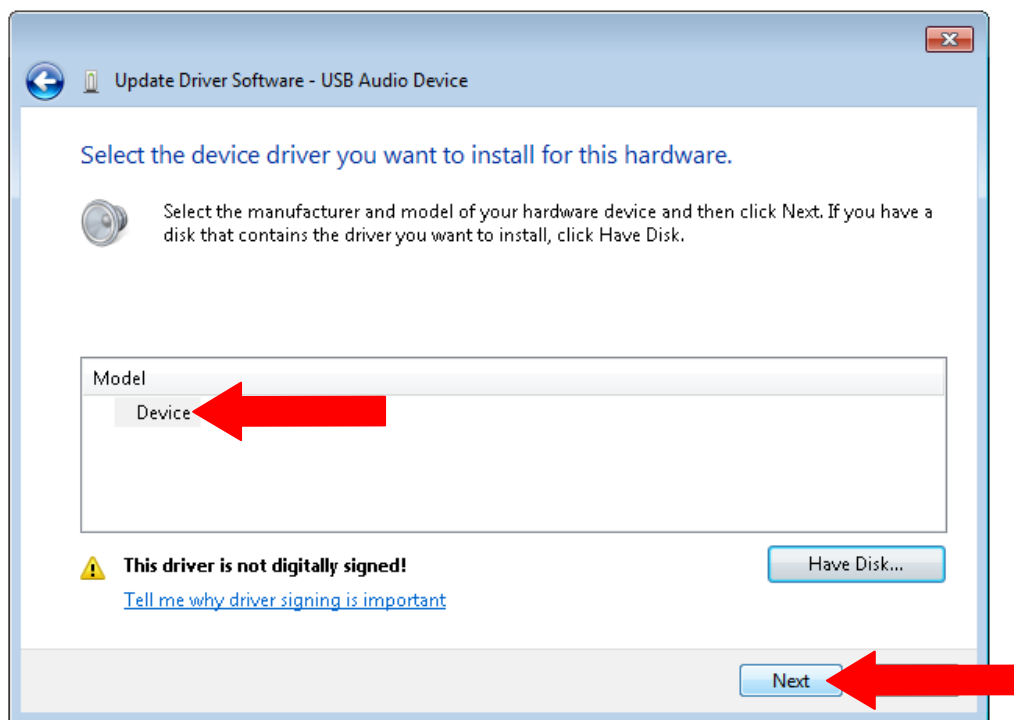 Update Driver Software - USB Audio Device
Select the device driver you want to install for this hardware.
Select the manufacturer and model of your hardware device and then click Next. If you have a
disk that contains the driver you want to install, click Have Disk.
Model
Device
This driver is not digitally signed!
Have Disk...
Tell me why driver signing is important
Next